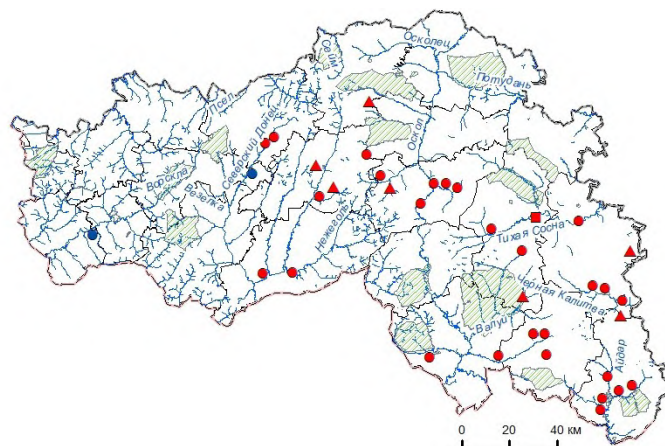 Сейм
Осколец
Потудань
Псел
Северский Донец
Оскол
Ворскла
Везелка
Нежеголь
Тихая Сосна
Черная Калитва
Валуй
Айдар
0 20 40 км